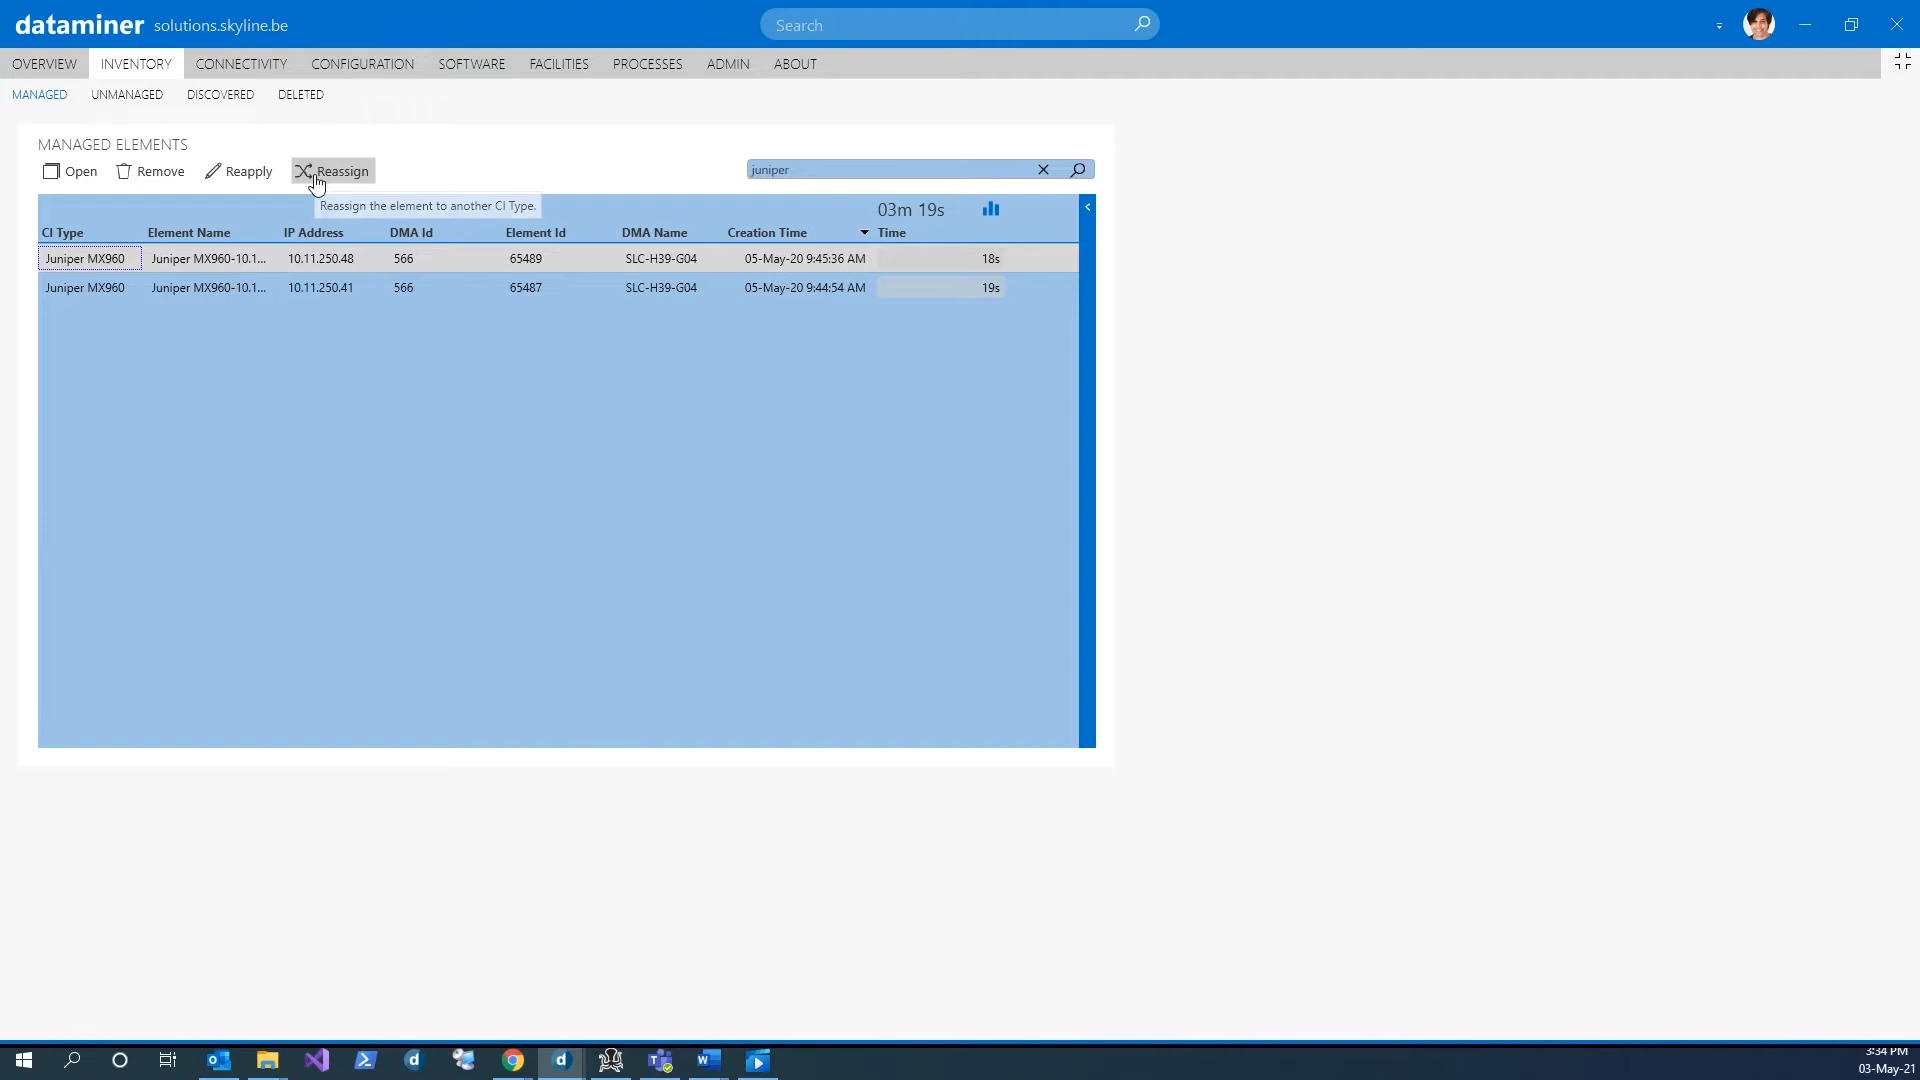 dataminer solutions.skyline.be Search
OVERVIEW INVENTORY CONNECTIVITY CONFIGURATION SOFTWARE FACILITIES PROCESSES ADMIN ABOUT
MANAGED UNMANAGED DISCOVERED DELETED
MANAGED ELEMENTS
Open Remove Reapply Reassign juniper
Reassign the element to another CI Type. 03m 19s
CI Type Element Name IP Address DMA Id Element Id DMA Name Creation Time Time
Juniper MX960 Juniper MX960-10.1... 10.11.250.48 566 65489 SLC-H39-G04 05-May-20 9:45:36 AM 18s
Juniper MX960 Juniper MX960-10.1... 10.11.250.41 566 65487 SLC-H39-G04 05-May-20 9:44:54 AM 19s
3:34 PM
03-May-21